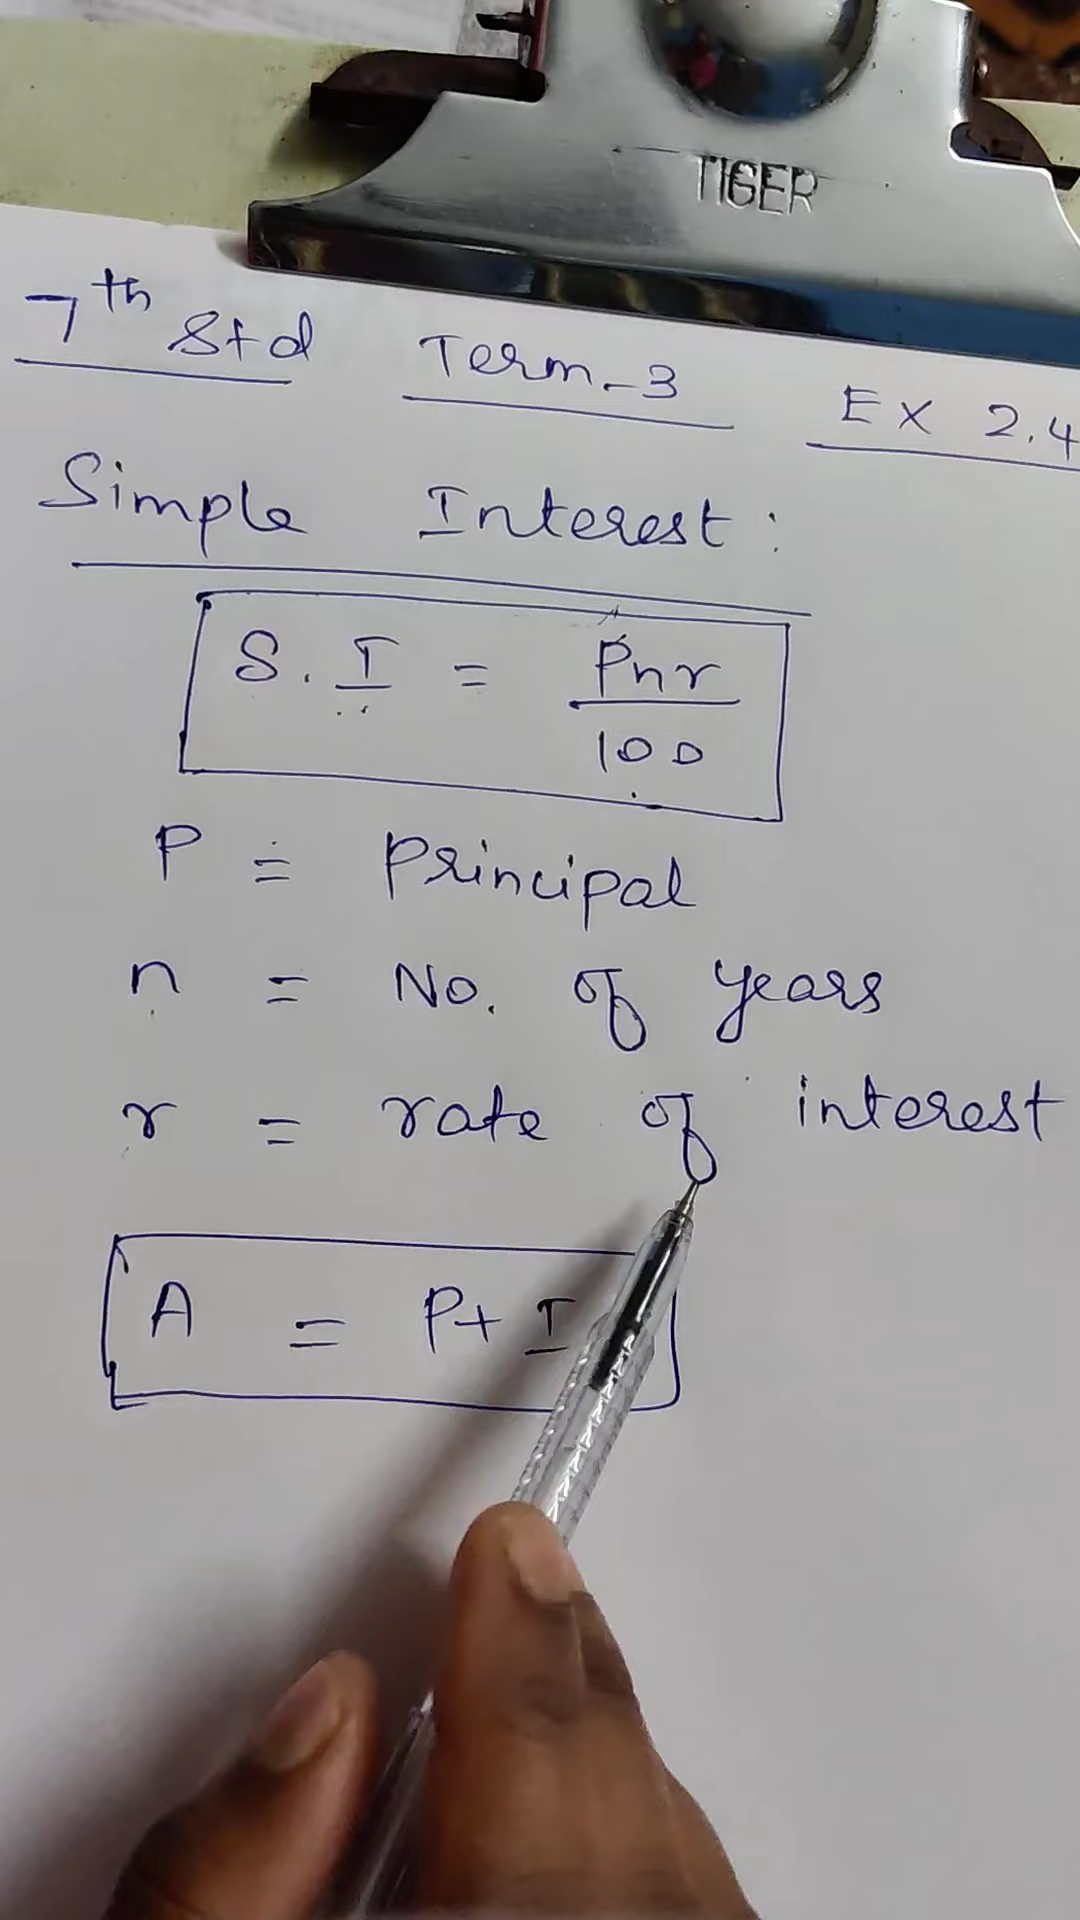 TIGER
7th Std Term-3 Ex 2.4
Simple Interest:
S.I = Pnr
100
P = Principal
n = No. of years
r = rate of interest
A = P+I